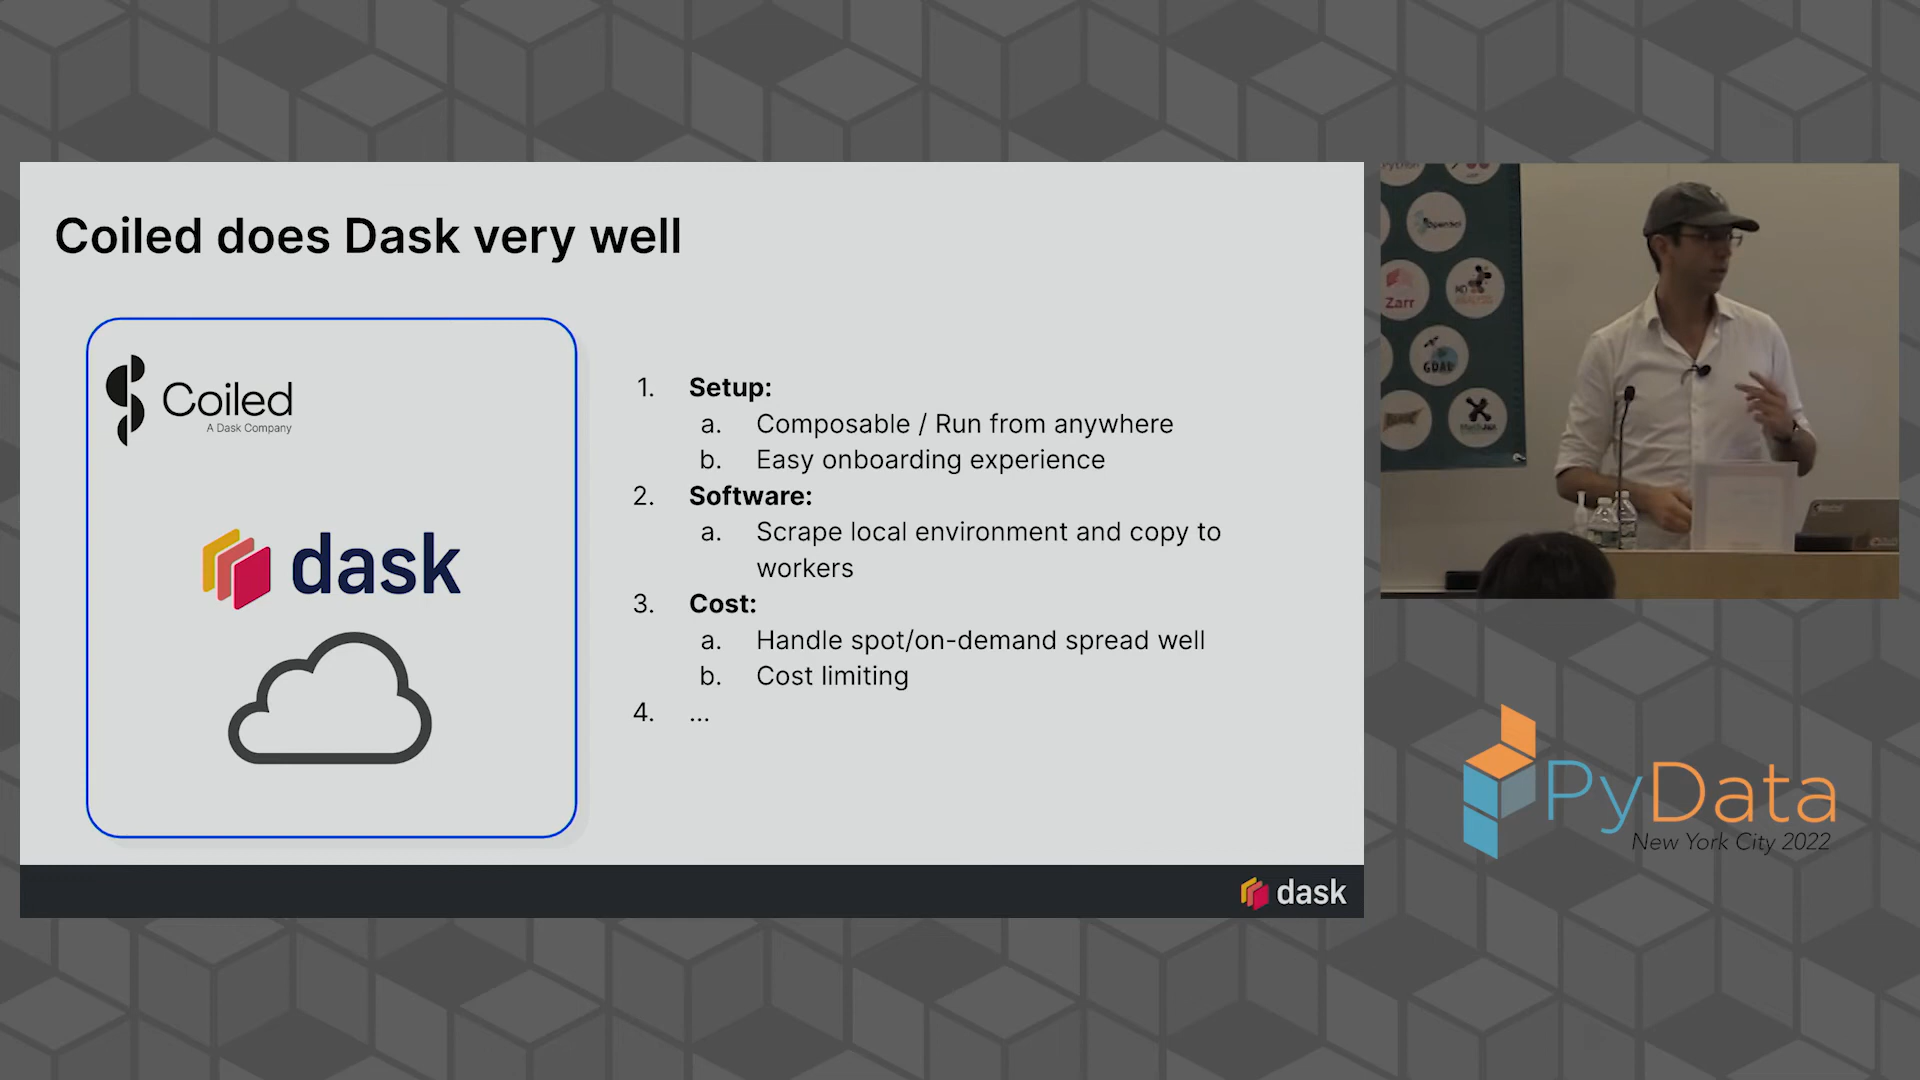 Coiled does Dask very well
Coiled
A Dask Company
dask
1. Setup:
a. Composable / Run from anywhere
b. Easy onboarding experience
2. Software:
a. Scrape local environment and copy to
workers
3. Cost:
a. Handle spot/on-demand spread well
b. Cost limiting
4. ...
dask
Zarr
GDAL
PyData
New York City 2022